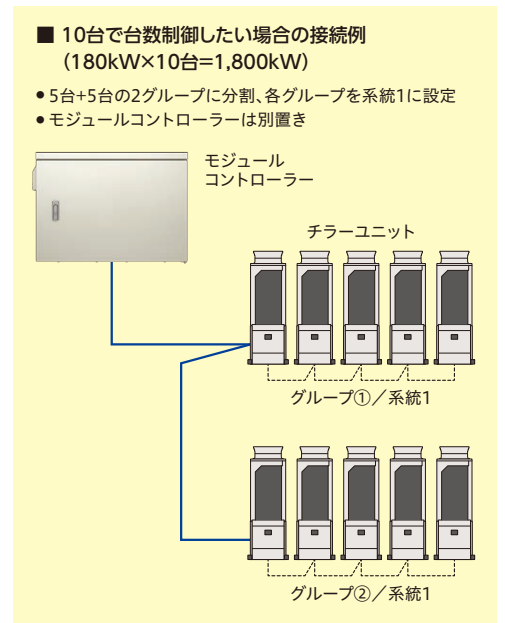 ■ 10台で台数制御したい場合の接続例
（180kW×10台=1,800kW）
● 5台+5台の2グループに分割、各グループを系統1に設定
● モジュールコントローラーは別置き
モジュール
コントローラー
チラーユニット
グループ①／系統1
グループ②／系統1